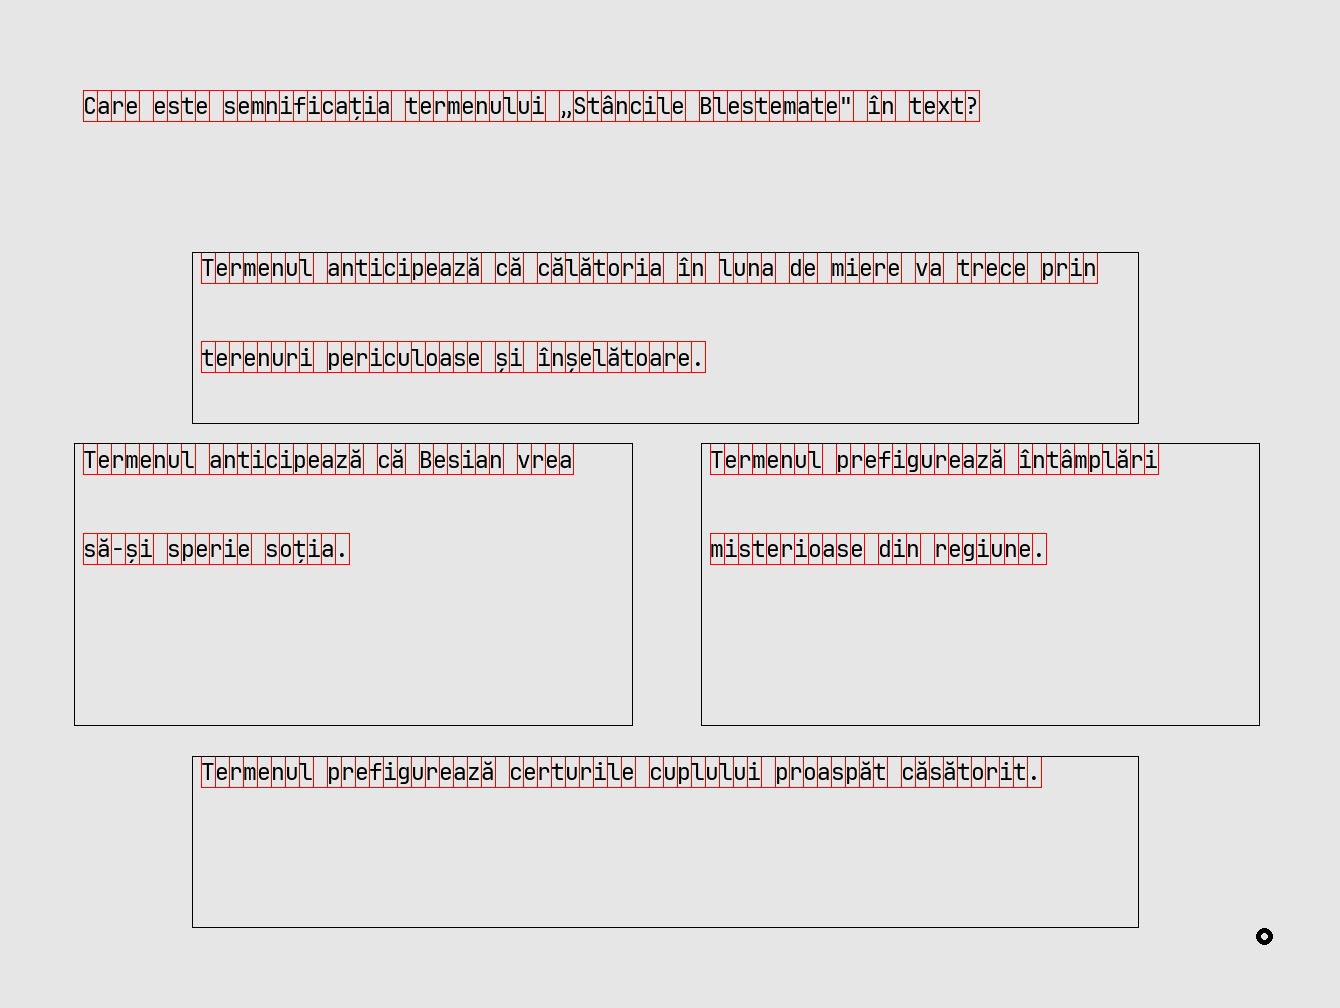 Care este semnificația termenului „Stâncile Blestemate" în text?
Termenul anticipează că călătoria în luna de miere va trece prin
terenuri periculoase și înșelătoare.
Termenul anticipează că Besian vrea
să-și sperie soția.
Termenul prefigurează întâmplări
misterioase din regiune.
Termenul prefigurează certurile cuplului proaspăt căsătorit.